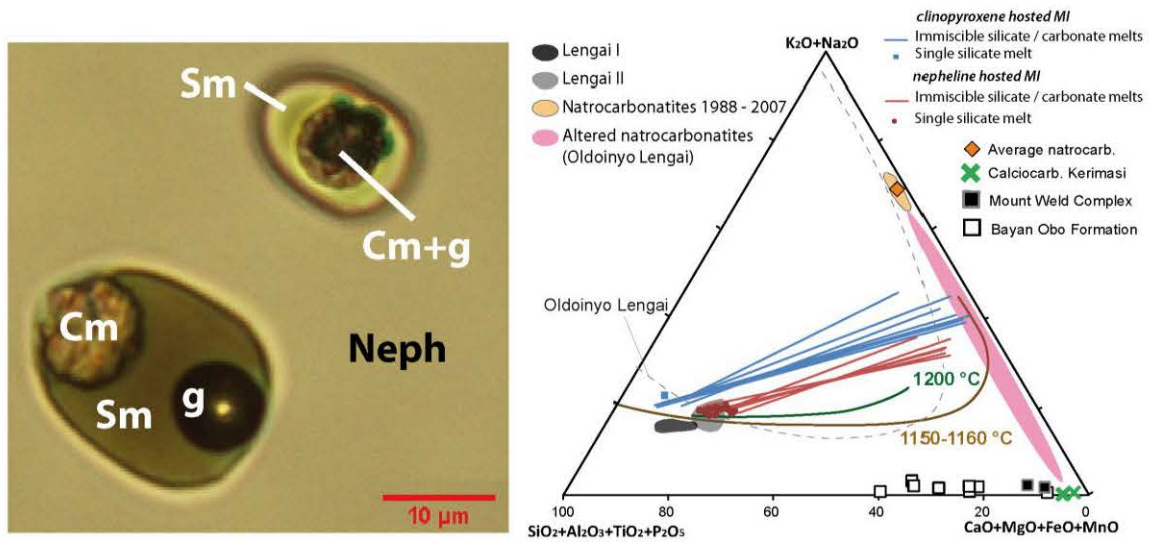 Sm
Cm+g
Cm
Neph
g
Sm
10 µm
Lengai I
Lengai II
Natrocarbonatites 1988 - 2007
Altered natrocarbonatites
(Oldoinyo Lengai)
K₂O+Na₂O
clinopyroxene hosted MI
Immiscible silicate / carbonate melts
Single silicate melt
nepheline hosted MI
Immiscible silicate / carbonate melts
Single silicate melt
Average natrocarb.
Calciocarb. Kerimasi
Mount Weld Complex
Bayan Obo Formation
Oldoinyo Lengai
1200 °C
1150-1160 °C
100
80
60
40
20
0
SiO₂+Al₂O₃+TiO₂+P₂O₅
CaO+MgO+FeO+MnO